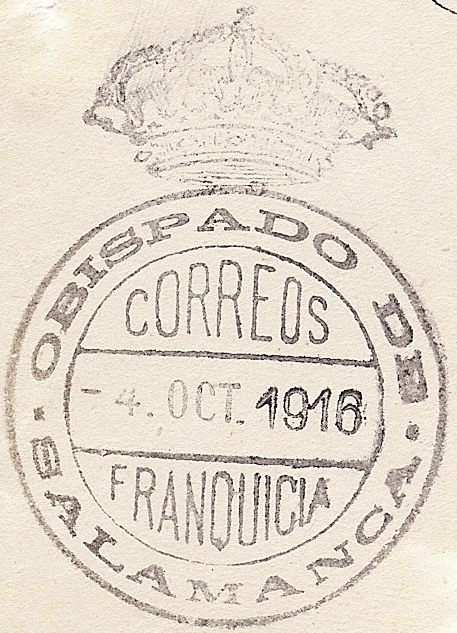 OBISPADO DE
SALAMANCA
CORREOS
- 4. OCT. 1916
FRANQUICIA